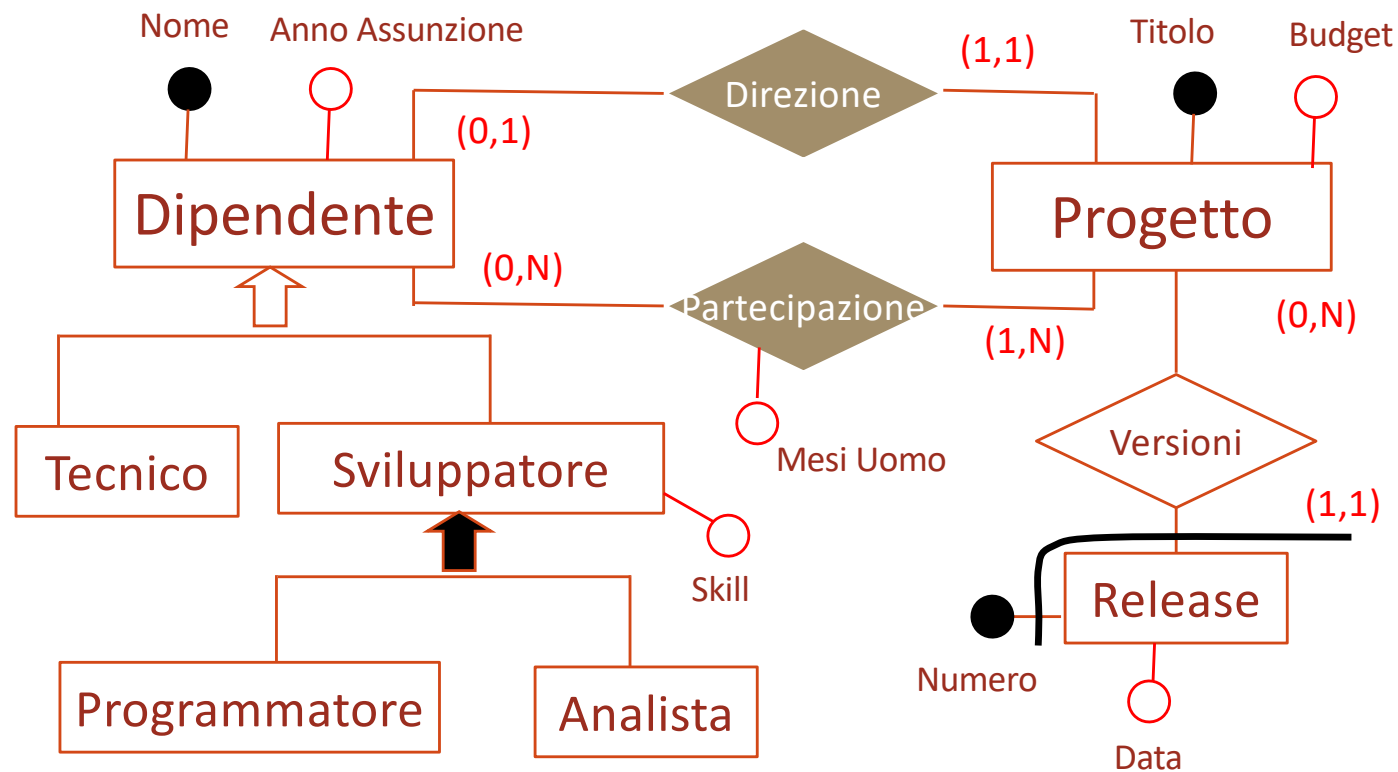 Nome
Anno Assunzione
Titolo
Budget
(1,1)
Direzione
(0,1)
Dipendente
Progetto
(0,N)
Partecipazione
(1,N)
(0,N)
Versioni
Tecnico
Sviluppatore
Mesi Uomo
(1,1)
Skill
Release
Numero
Programmatore
Analista
Data